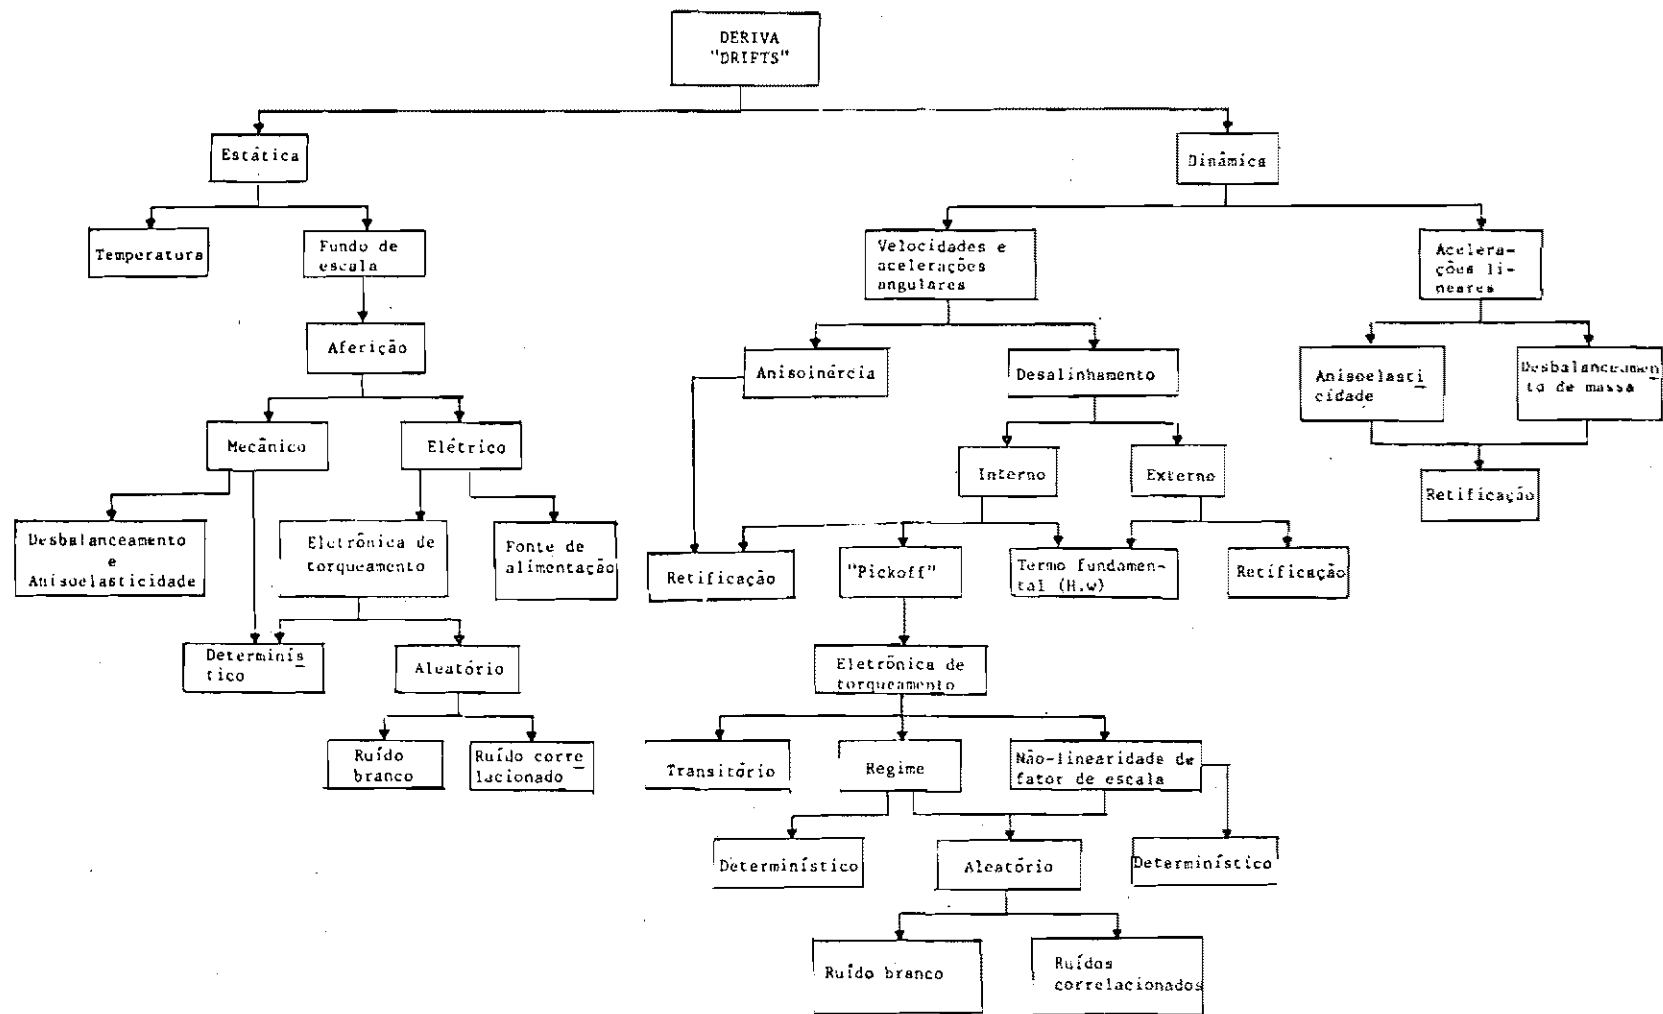 DERIVA
"DRIFTS"
Estática
Dinâmica
Temperatura
Fundo de
escala
Velocidades e
acelerações
angulares
Acelera-
ções li-
neares
Aferição
Anisoinércia
Desalinhamento
Anisoelasti
cidade
Desbalanceamen
to de massa
Mecânico
Elétrico
Interno
Externo
Retificação
Desbalanceamento
e
Anisoelasticidade
Eletrônica de
torqueamento
Fonte de
alimentação
Retificação
"Pickoff"
Termo fundamen-
tal (H.w)
Retificação
Determinís
tico
Aleatório
Eletrônica de
torqueamento
Ruído
branco
Ruído corre
lacionado
Transitório
Regime
Não-linearidade de
fator de escala
Determinístico
Aleatório
Determinístico
Ruído branco
Ruídos
correlacionados